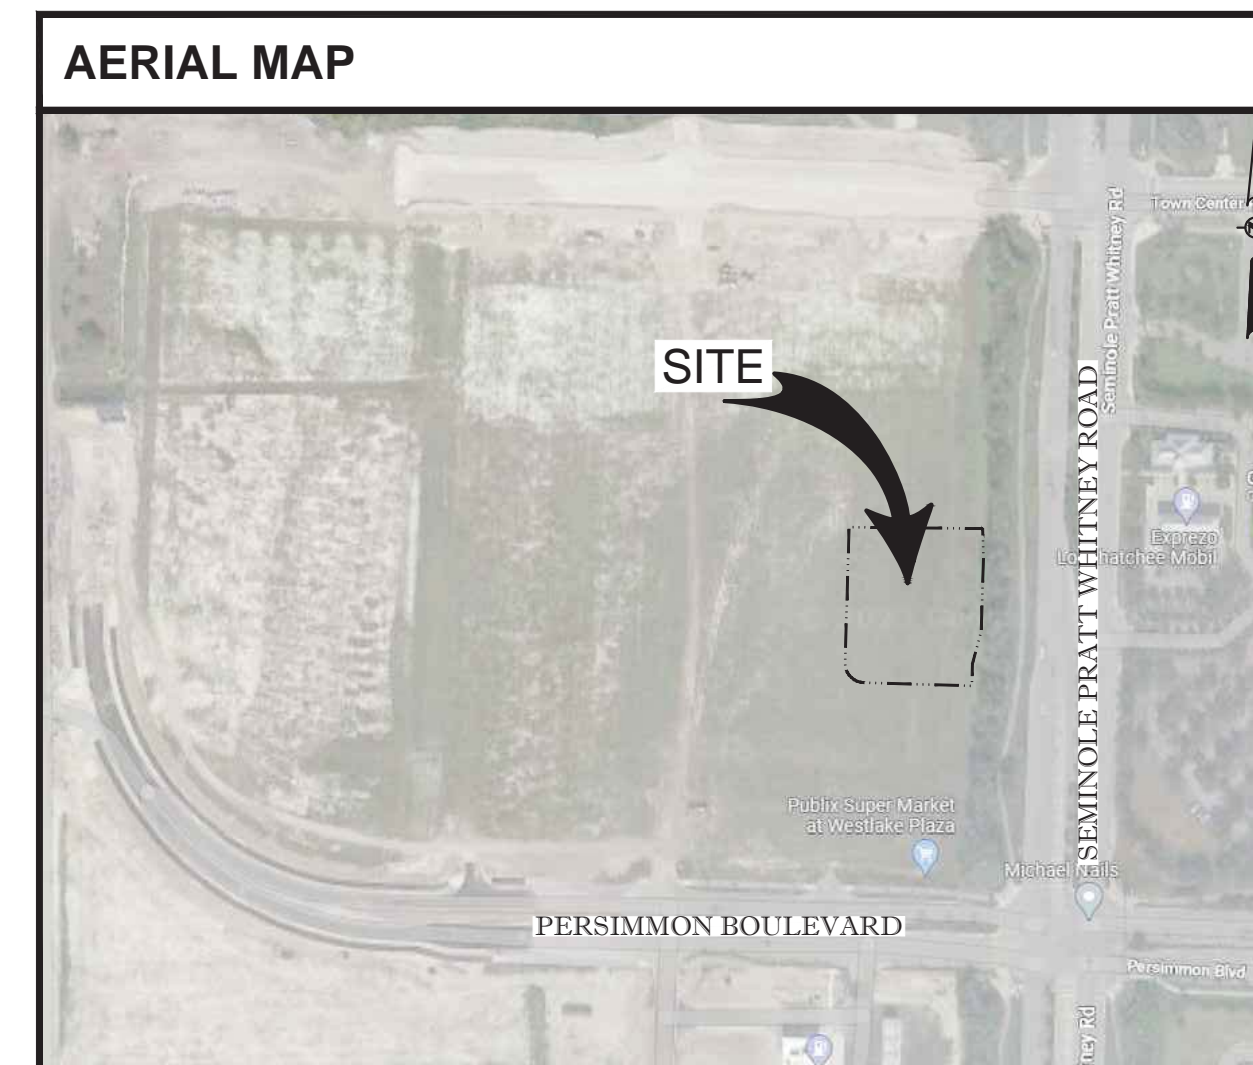 AERIAL MAP
Town Center
Seminole Pratt Whitney Rd
SITE
SEMINOLE PRATT WHITNEY ROAD
Exprezo
Loxahatchee Mobil
Publix Super Market
at Westlake Plaza
Michael Nails
PERSIMMON BOULEVARD
Persimmon Blvd
ney Rd